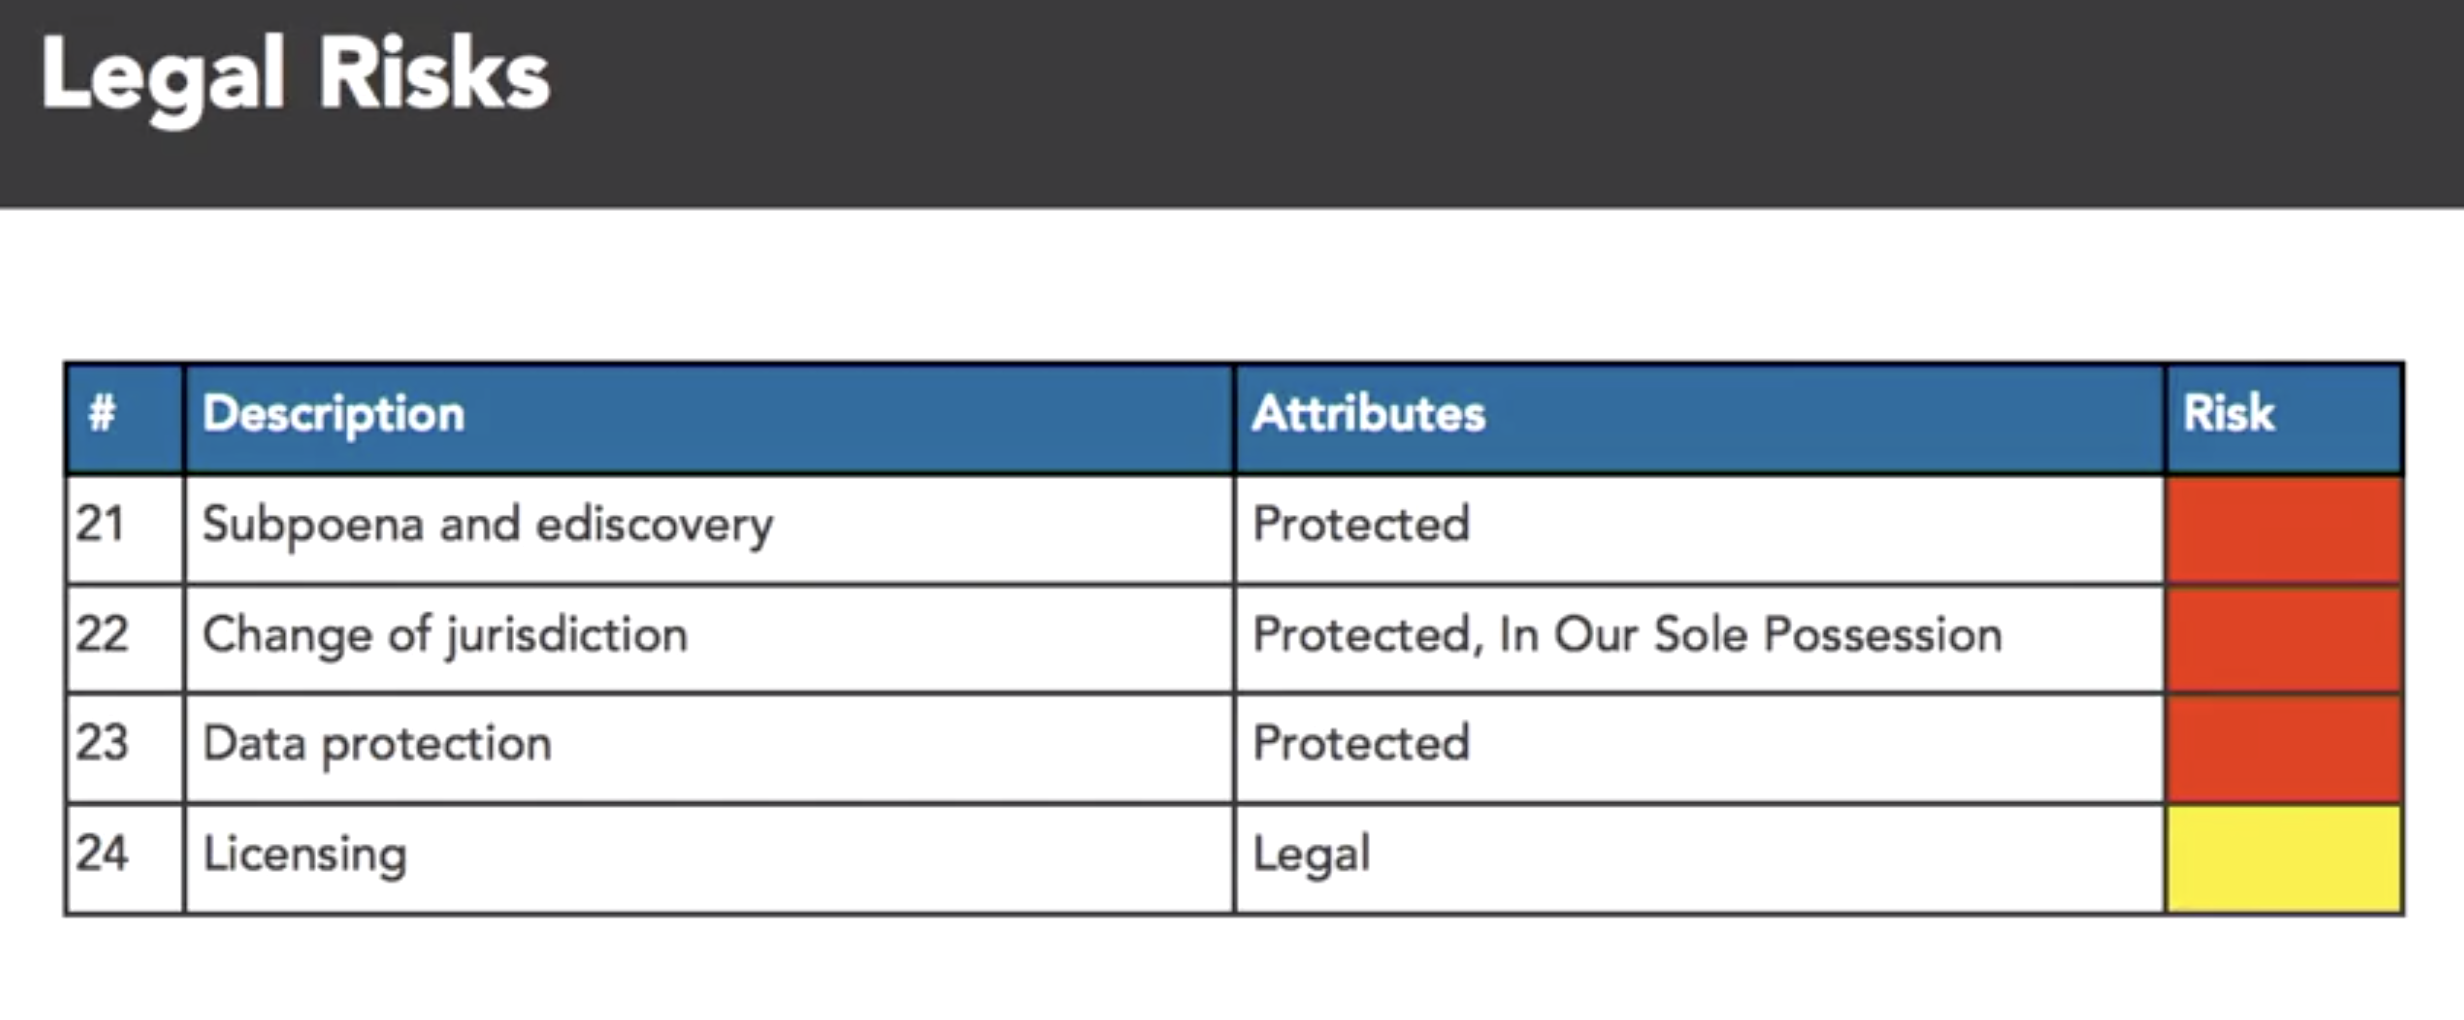 Legal Risks
# Description Attributes Risk
21 Subpoena and ediscovery Protected
22 Change of jurisdiction Protected, In Our Sole Possession
23 Data protection Protected
24 Licensing Legal